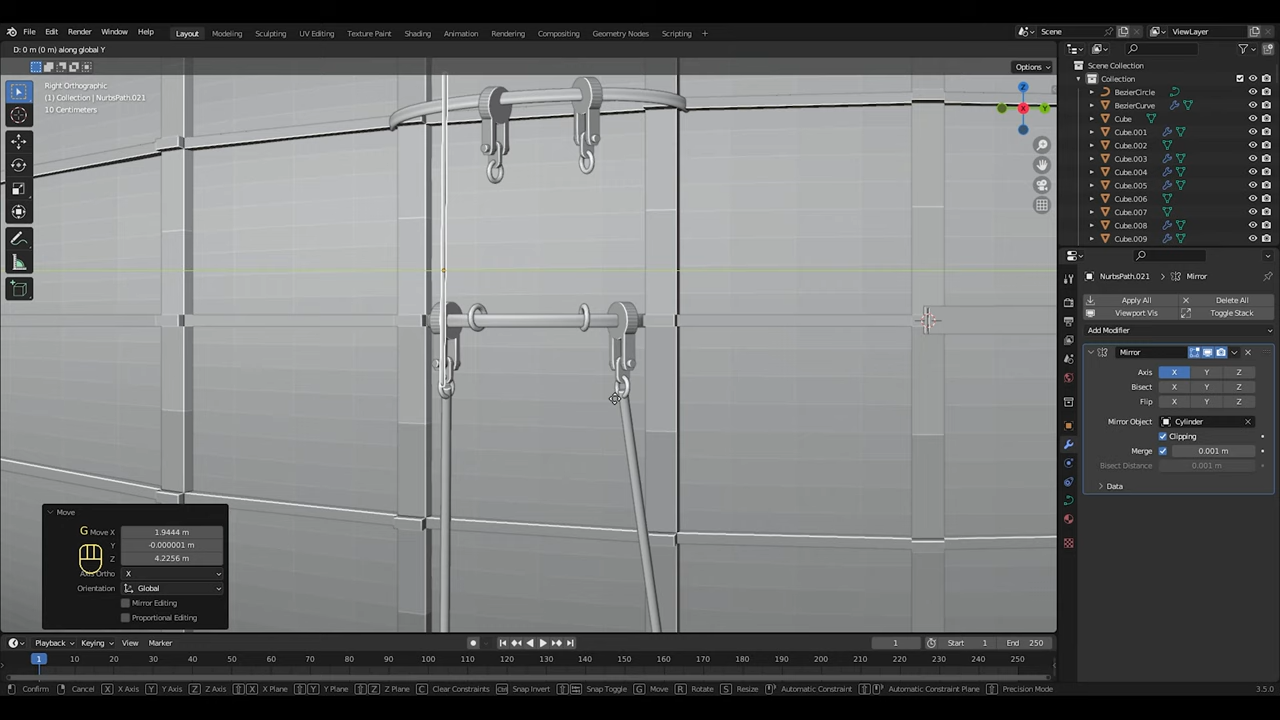 File Edit Render Window Help Layout Modeling Sculpting UV Editing Texture Paint Shading Animation Rendering Compositing Geometry Nodes Scripting + Scene ViewLayer
D: 0 m (0 m) along global Y
Options
Right Orthographic
(1) Collection | NurbsPath.021
10 Centimeters
Scene Collection
Collection
BezierCircle
BezierCurve
Cube
Cube.001
Cube.002
Cube.003
Cube.004
Cube.005
Cube.006
Cube.007
Cube.008
Cube.009
NurbsPath.021 > Mirror
Apply All Delete All
Viewport Vis Toggle Stack
Add Modifier
Mirror
Axis X Y Z
Bisect X Y Z
Flip X Y Z
Mirror Object Cylinder
Clipping
Merge 0.001 m
Bisect Distance 0.001 m
Data
Move
G Move X 1.9444 m
Y -0.000001 m
Z 4.2256 m
Axis Ortho X
Orientation Global
Mirror Editing
Proportional Editing
Playback Keying View Marker 1 Start 1 End 250
1 10 20 30 40 50 60 70 80 90 100 110 120 130 140 150 160 170 180 190 200 210 220 230 240 250
Confirm Cancel X X Axis Y Y Axis Z Z Axis X X Plane Y Y Plane Z Z Plane C Clear Constraints Snap Invert Snap Toggle G Move R Rotate S Resize Automatic Constraint Automatic Constraint Plane Precision Mode 3.5.0